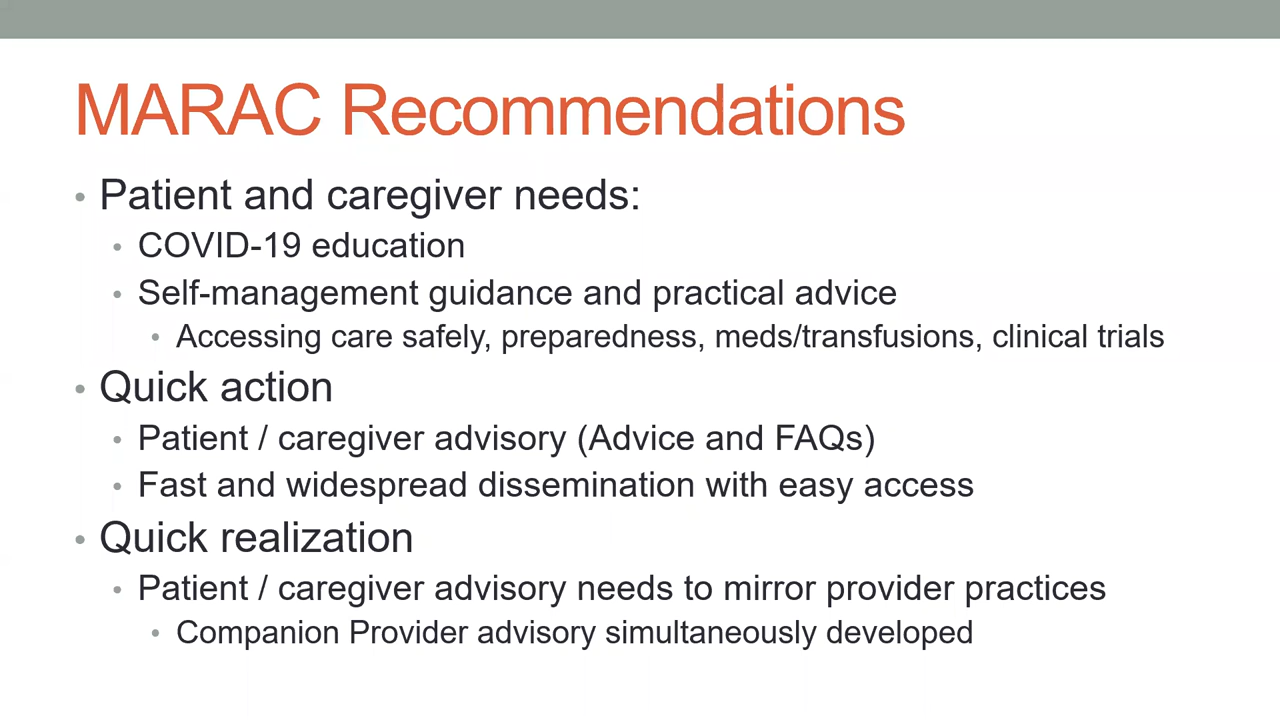 MARAC Recommendations
• Patient and caregiver needs:
• COVID-19 education
• Self-management guidance and practical advice
• Accessing care safely, preparedness, meds/transfusions, clinical trials
• Quick action
• Patient / caregiver advisory (Advice and FAQs)
• Fast and widespread dissemination with easy access
• Quick realization
• Patient / caregiver advisory needs to mirror provider practices
• Companion Provider advisory simultaneously developed